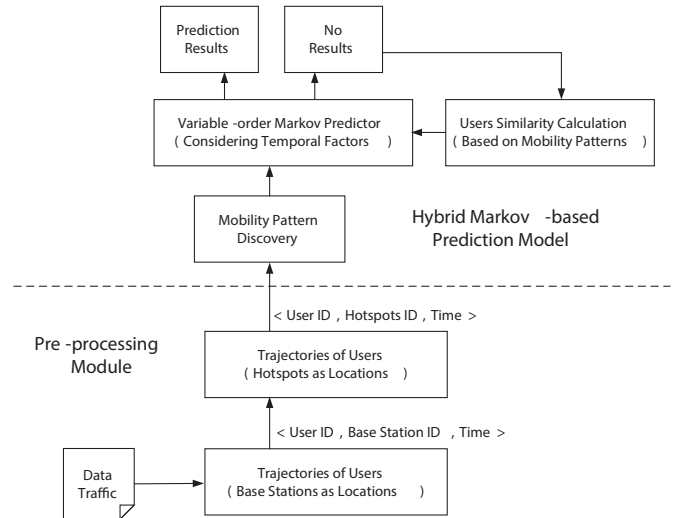 Prediction
Results
No
Results
Variable -order Markov Predictor
( Considering Temporal Factors )
Users Similarity Calculation
( Based on Mobility Patterns )
Mobility Pattern
Discovery
Hybrid Markov -based
Prediction Model
< User ID , Hotspots ID , Time >
Pre -processing
Module
Trajectories of Users
( Hotspots as Locations )
< User ID , Base Station ID , Time >
Data
Traffic
Trajectories of Users
( Base Stations as Locations )